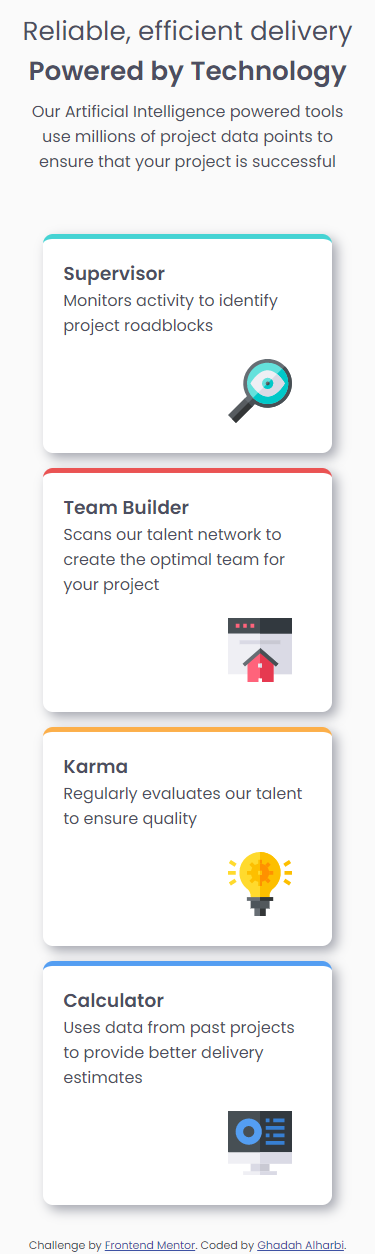 Reliable, efficient delivery
Powered by Technology
Our Artificial Intelligence powered tools
use millions of project data points to
ensure that your project is successful
Supervisor
Monitors activity to identify
project roadblocks
Team Builder
Scans our talent network to
create the optimal team for
your project
Karma
Regularly evaluates our talent
to ensure quality
Calculator
Uses data from past projects
to provide better delivery
estimates
Challenge by Frontend Mentor. Coded by Ghadah Alharbi.